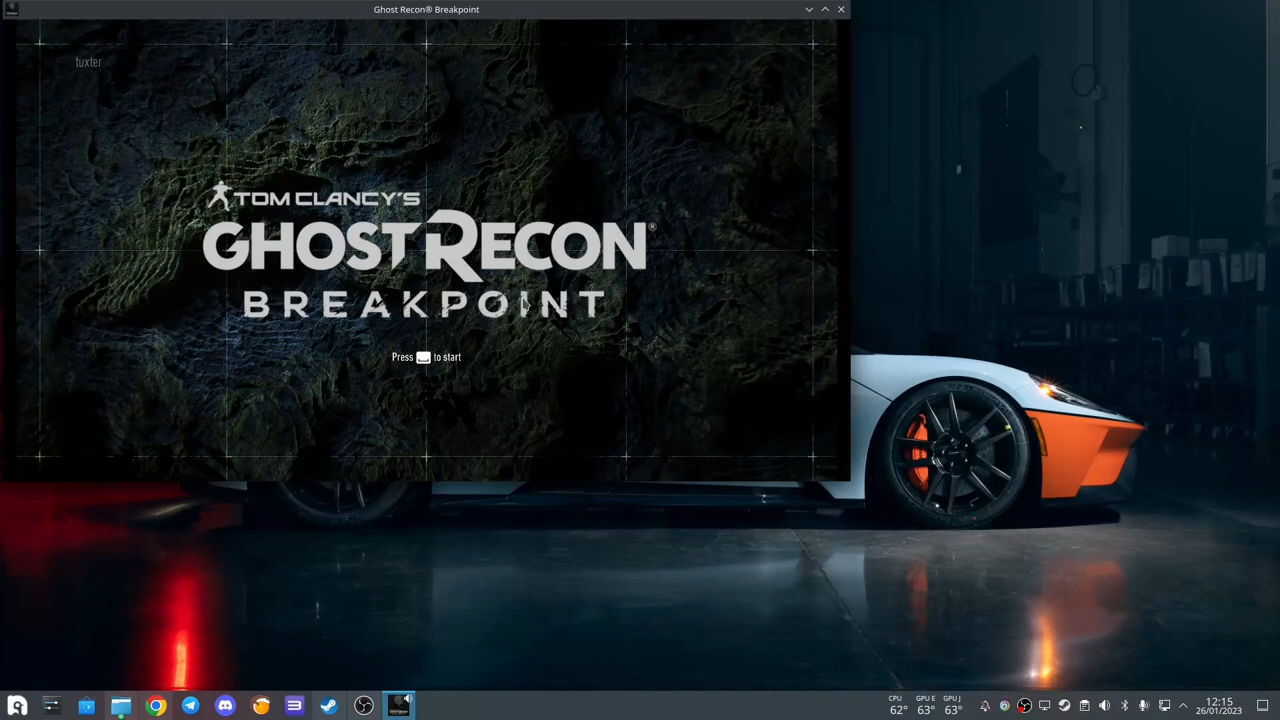 Ghost Recon® Breakpoint
tuxter
TOM CLANCY'S
GHOST RECON®
BREAKPOINT
Press to start
CPU GPU E GPU J
62° 63° 63°
12:15
26/01/2023